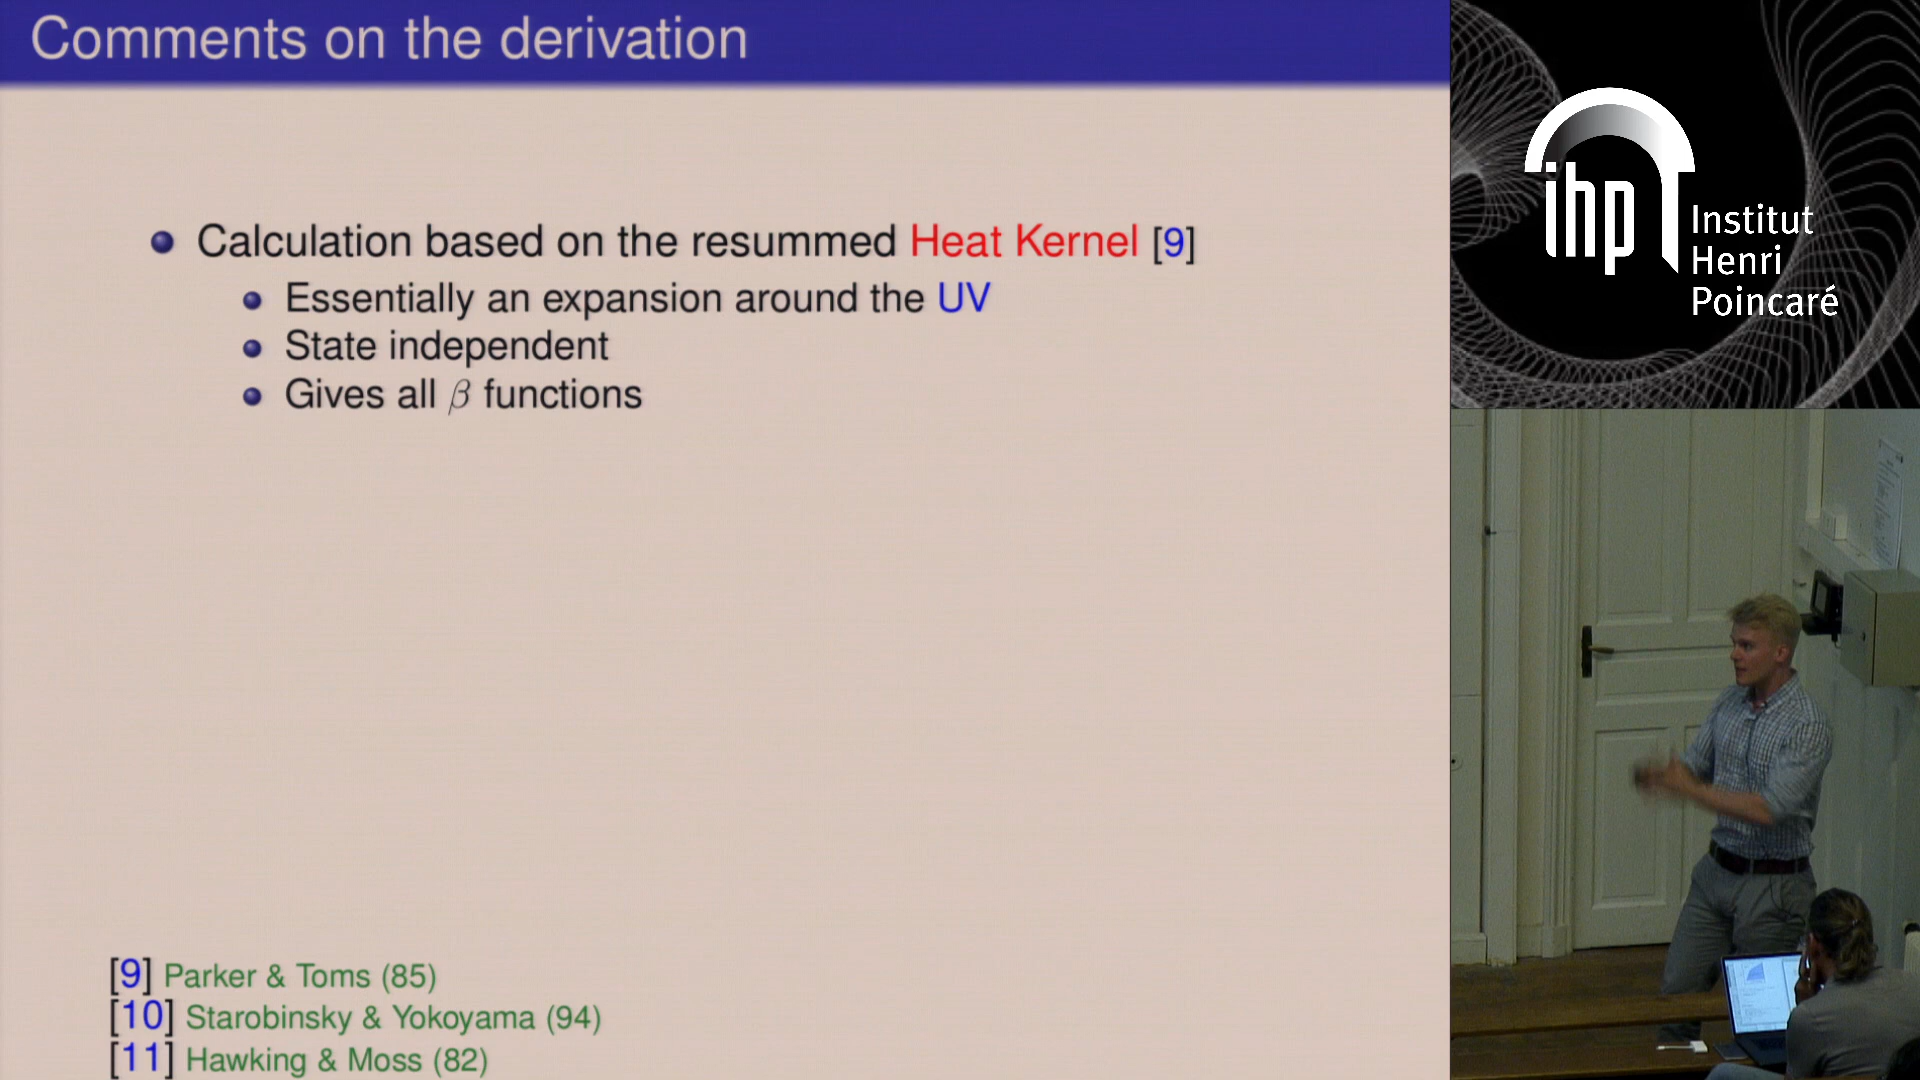 Comments on the derivation
Calculation based on the resummed Heat Kernel [9]
Essentially an expansion around the UV
State independent
Gives all β functions
[9] Parker & Toms (85)
[10] Starobinsky & Yokoyama (94)
[11] Hawking & Moss (82)
ihp
Institut
Henri
Poincaré